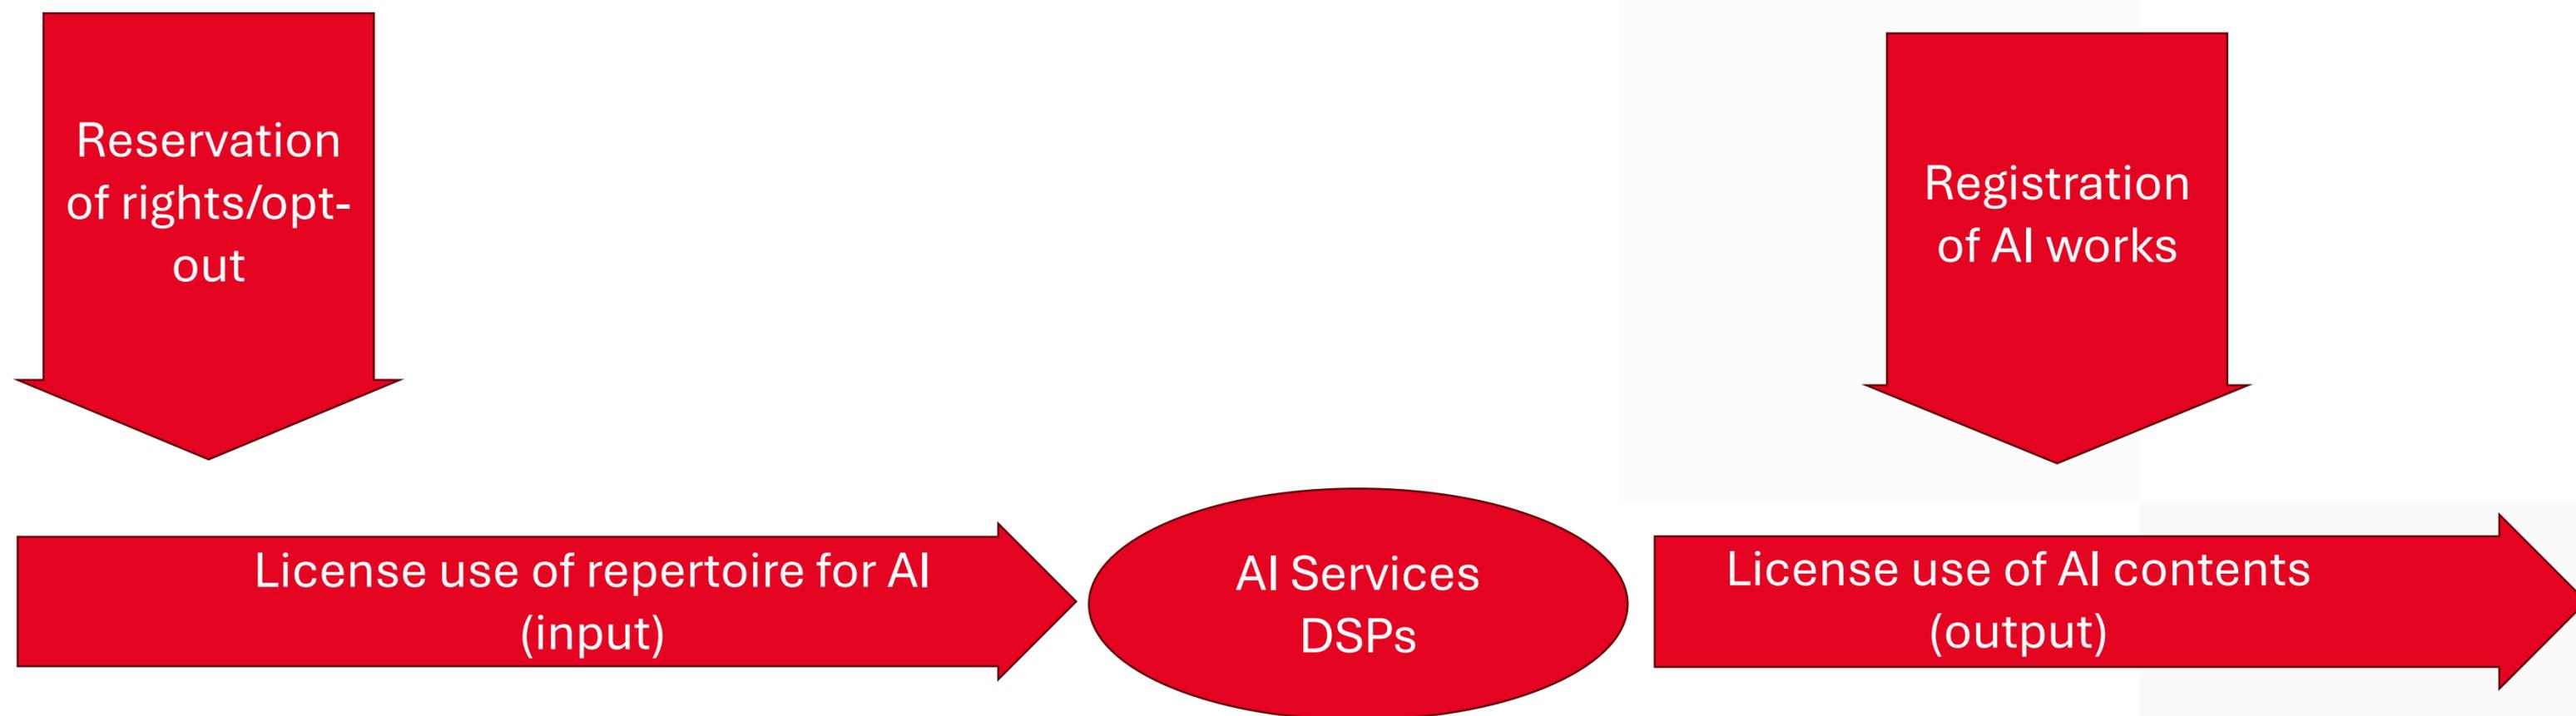 Reservation
of rights/opt-
out
Registration
of AI works
License use of repertoire for AI
(input)
AI Services
DSPs
License use of AI contents
(output)